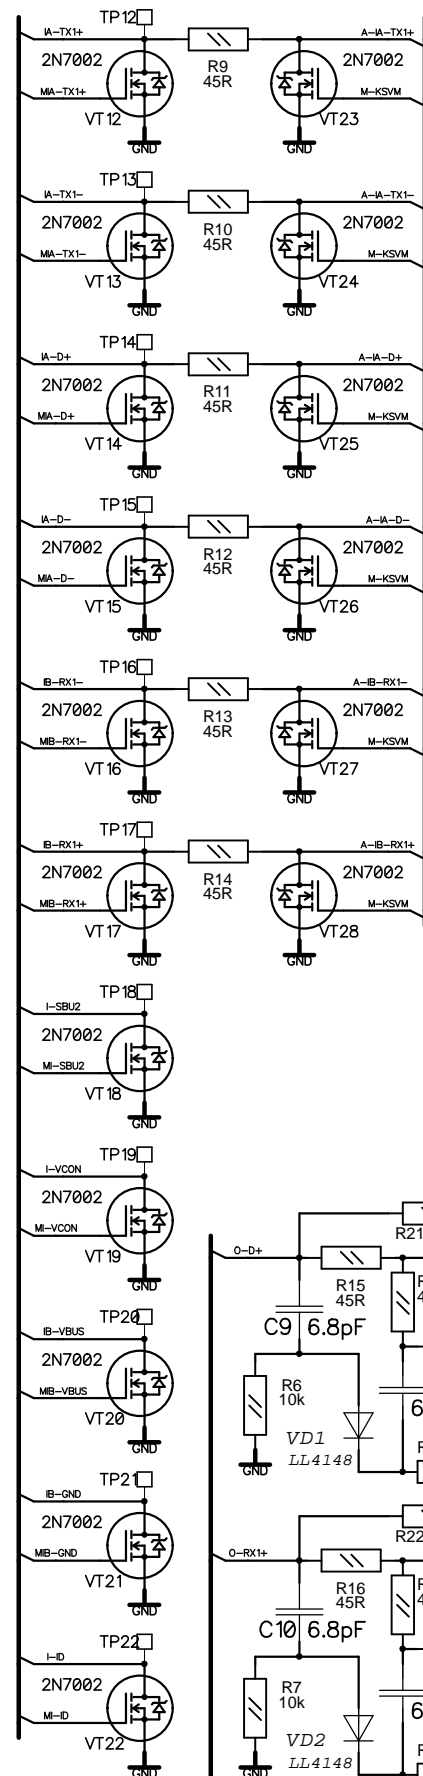 TP12
IA-TX1+
A-IA-TX1+
2N7002
R9
45R
2N7002
MIA-TX1+
M-KSVM
VT12
VT23
GND
GND
TP13
IA-TX1-
A-IA-TX1-
2N7002
R10
45R
2N7002
MIA-TX1-
M-KSVM
VT13
VT24
GND
GND
TP14
IA-D+
A-IA-D+
2N7002
R11
45R
2N7002
MIA-D+
M-KSVM
VT14
VT25
GND
GND
TP15
IA-D-
A-IA-D-
2N7002
R12
45R
2N7002
MIA-D-
M-KSVM
VT15
VT26
GND
GND
TP16
IB-RX1-
A-IB-RX1-
2N7002
R13
45R
2N7002
MIB-RX1-
M-KSVM
VT16
VT27
GND
GND
TP17
IB-RX1+
A-IB-RX1+
2N7002
R14
45R
2N7002
MIB-RX1+
M-KSVM
VT17
VT28
GND
GND
TP18
I-SBU2
2N7002
MI-SBU2
VT18
GND
TP19
I-VCON
2N7002
MI-VCON
VT19
GND
TP20
IB-VBUS
2N7002
MIB-VBUS
VT20
GND
TP21
IB-GND
2N7002
MIB-GND
VT21
GND
TP22
I-ID
2N7002
MI-ID
VT22
GND
R21
O-D+
R15
45R
C9 6.8pF
R6
10k
VD1
LL4148
GND
R22
O-RX1+
R16
45R
C10 6.8pF
R7
10k
VD2
LL4148
GND